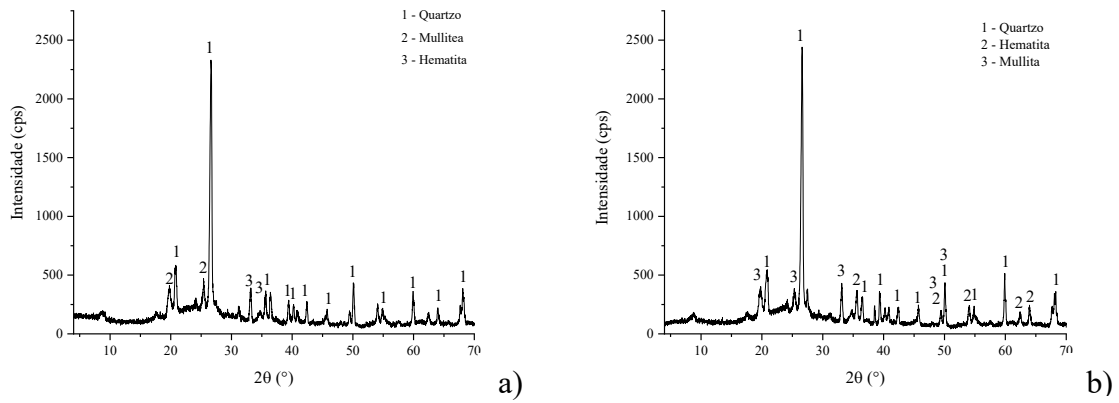 1 - Quartzo
2 - Mullitea
3 - Hematita
Intensidade (cps)
2500
2000
1500
1000
500
0
2 1 2 1 3 3 1 1 1 1 1 1 1 1 1 1
10 20 30 40 50 60 70
2θ (°)
a)
1 - Quartzo
2 - Hematita
3 - Mullita
Intensidade (cps)
2500
2000
1500
1000
500
0
3 1 3 1 3 2 1 1 1 1 3 2 3 1 1 2 1 1 2 2 1
10 20 30 40 50 60 70
2θ (°)
b)